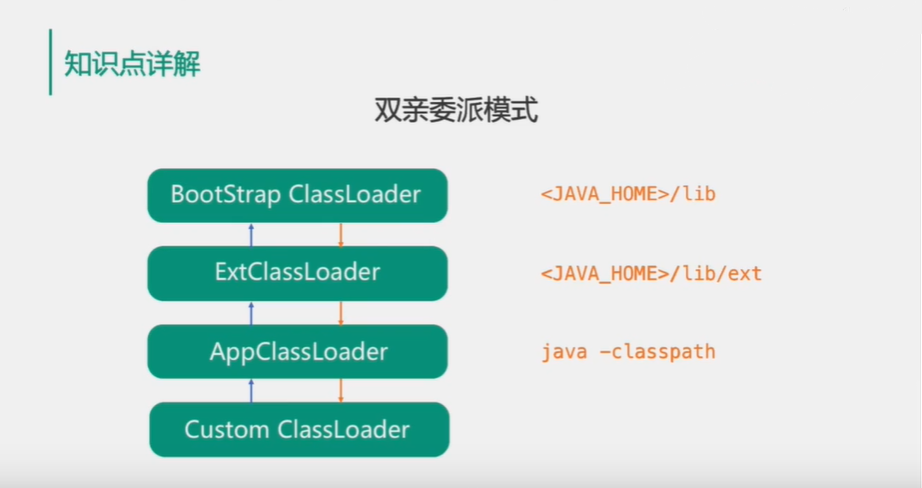 知识点详解
双亲委派模式
BootStrap ClassLoader
<JAVA_HOME>/lib
ExtClassLoader
<JAVA_HOME>/lib/ext
AppClassLoader
java -classpath
Custom ClassLoader